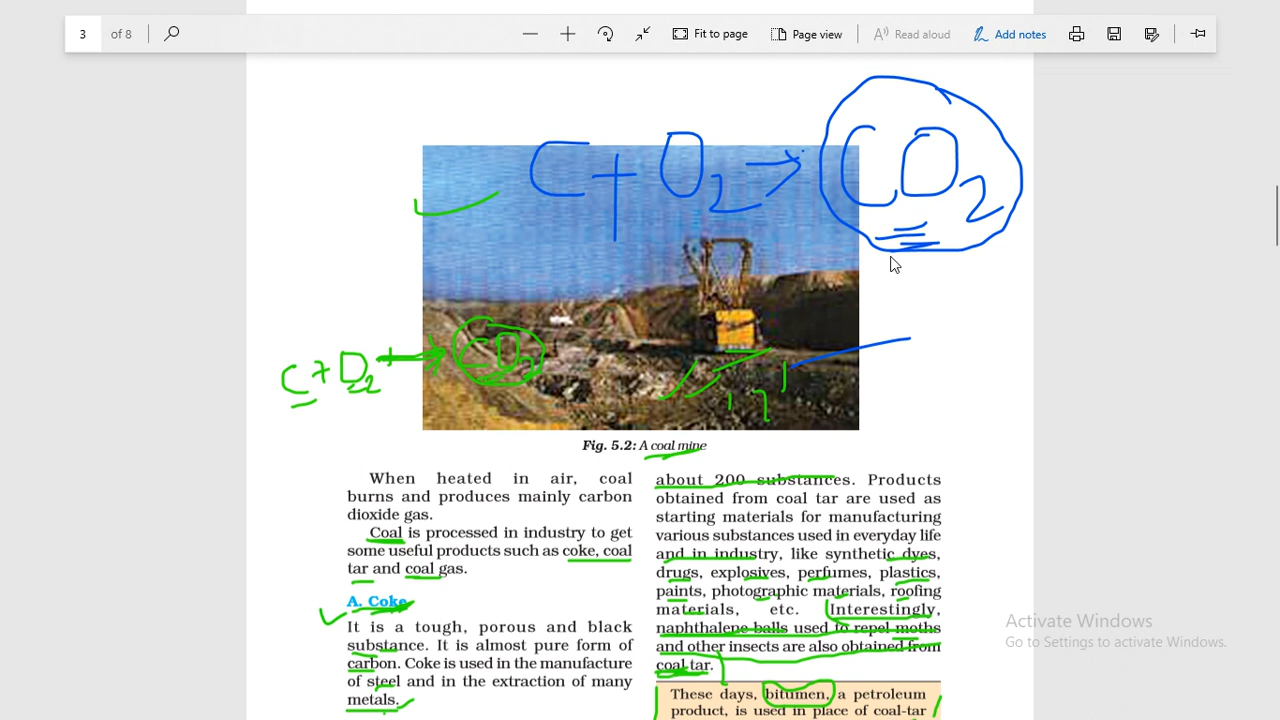 3 of 8 Fit to page Page view Read aloud Add notes
C + O2 → CO2
C + O2 → CO2
Fig. 5.2: A coal mine
When heated in air, coal
burns and produces mainly carbon
dioxide gas.
Coal is processed in industry to get
some useful products such as coke, coal
tar and coal gas.
A. Coke
It is a tough, porous and black
substance. It is almost pure form of
carbon. Coke is used in the manufacture
of steel and in the extraction of many
metals.
about 200 substances. Products
obtained from coal tar are used as
starting materials for manufacturing
various substances used in everyday life
and in industry, like synthetic dyes,
drugs, explosives, perfumes, plastics,
paints, photographic materials, roofing
materials, etc. Interestingly,
naphthalene balls used to repel moths
and other insects are also obtained from
coal tar.
These days, bitumen, a petroleum
product, is used in place of coal-tar
Activate Windows
Go to Settings to activate Windows.